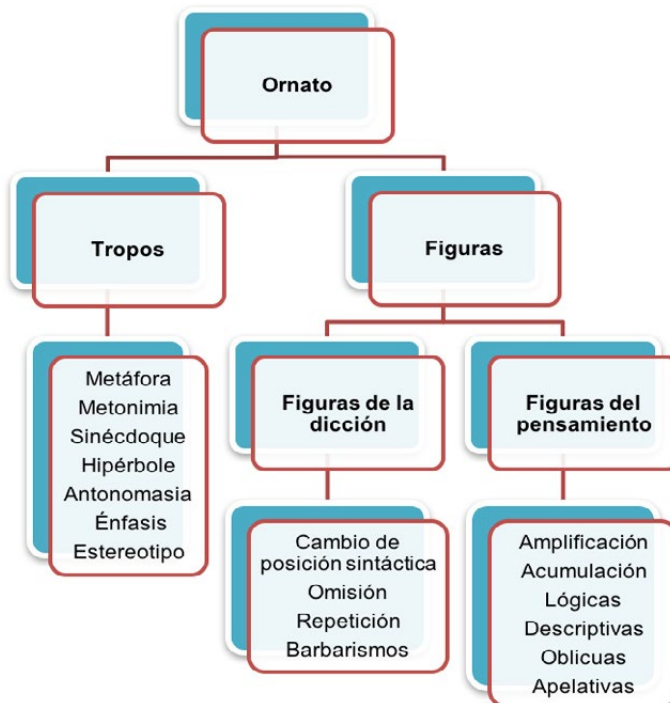 Ornato
Tropos
Figuras
Metáfora
Metonimia
Sinécdoque
Hipérbole
Antonomasia
Énfasis
Estereotipo
Figuras de la
dicción
Figuras del
pensamiento
Cambio de
posición sintáctica
Omisión
Repetición
Barbarismos
Amplificación
Acumulación
Lógicas
Descriptivas
Oblicuas
Apelativas